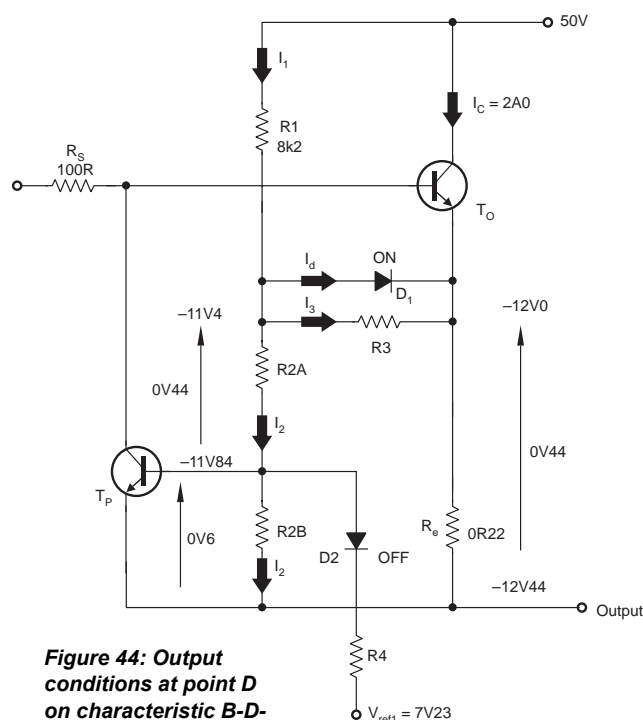 50V
I1
IC = 2A0
R1
8k2
RS
100R
TO
ON
Id
D1
I3
–11V4
–12V0
R3
R2A
0V44
I2
–11V84
0V44
TP
R2B
Re
0R22
0V6
D2
OFF
I2
–12V44
Output
R4
Figure 44: Output
conditions at point D
on characteristic B-D-
Vref1 = 7V23